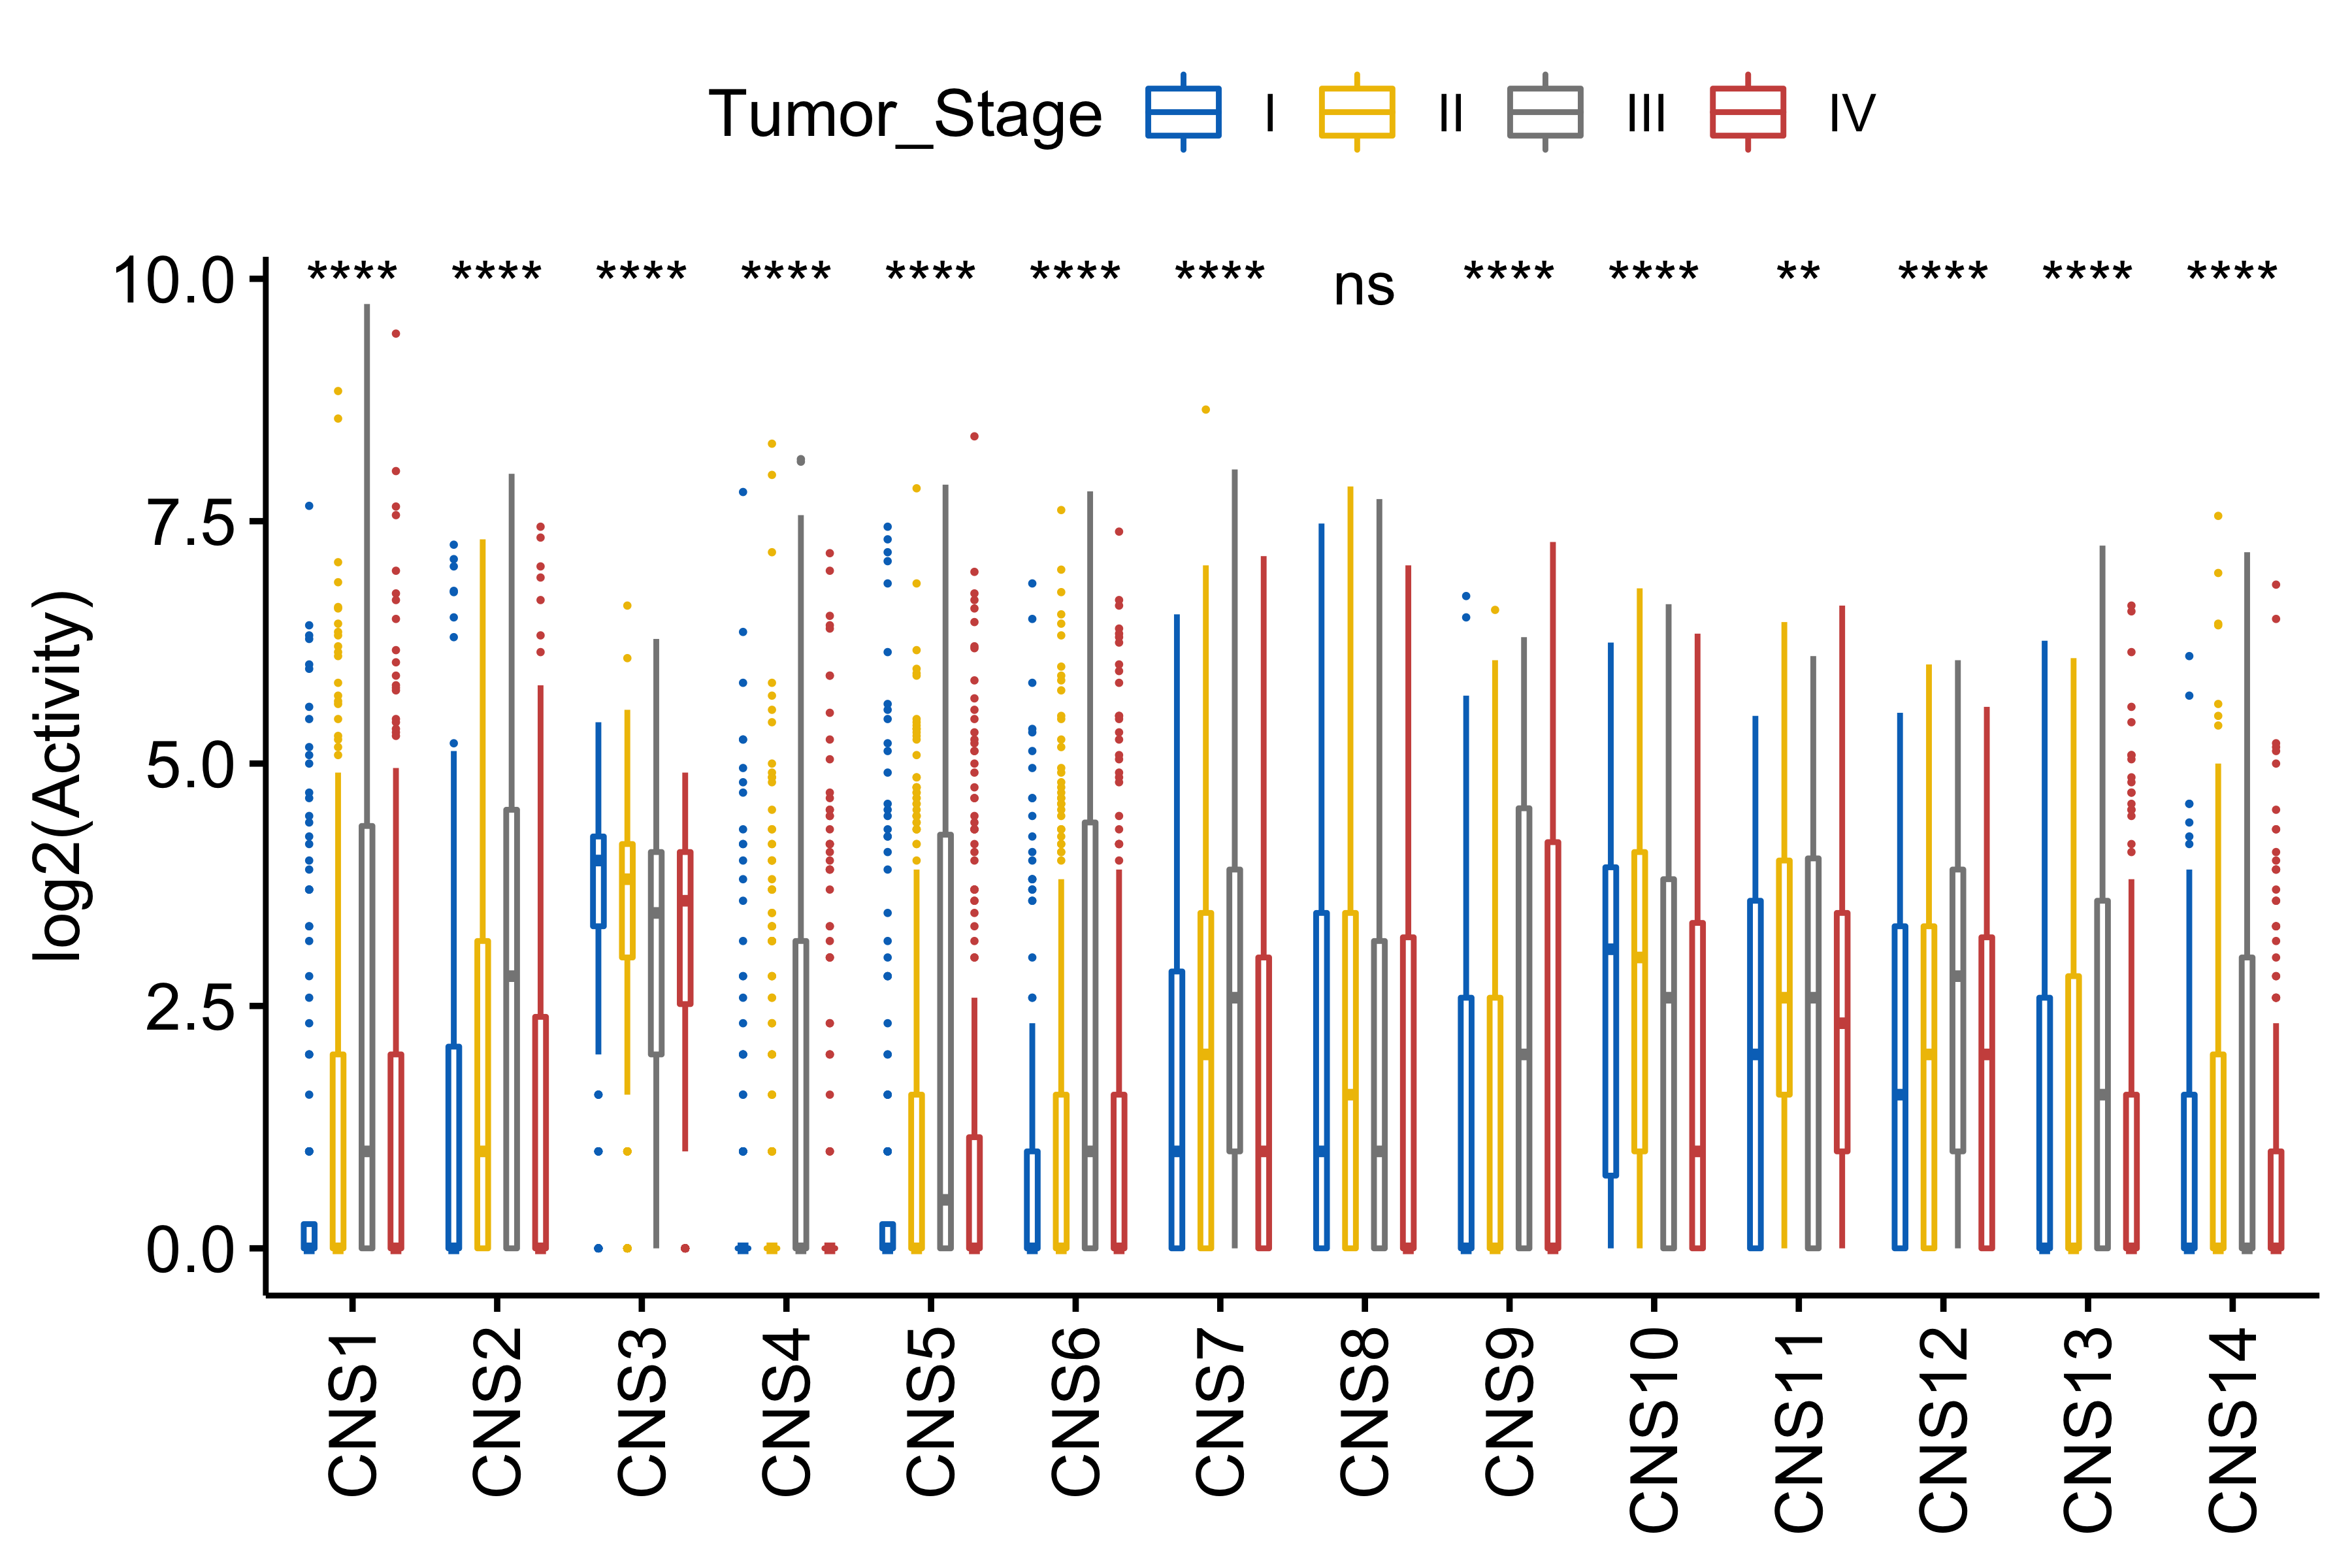 Tumor_Stage I II III IV
10.0
7.5
5.0
2.5
0.0
log2(Activity)
**** **** **** **** **** **** **** ns **** **** ** **** **** ****
CNS1 CNS2 CNS3 CNS4 CNS5 CNS6 CNS7 CNS8 CNS9 CNS10 CNS11 CNS12 CNS13 CNS14